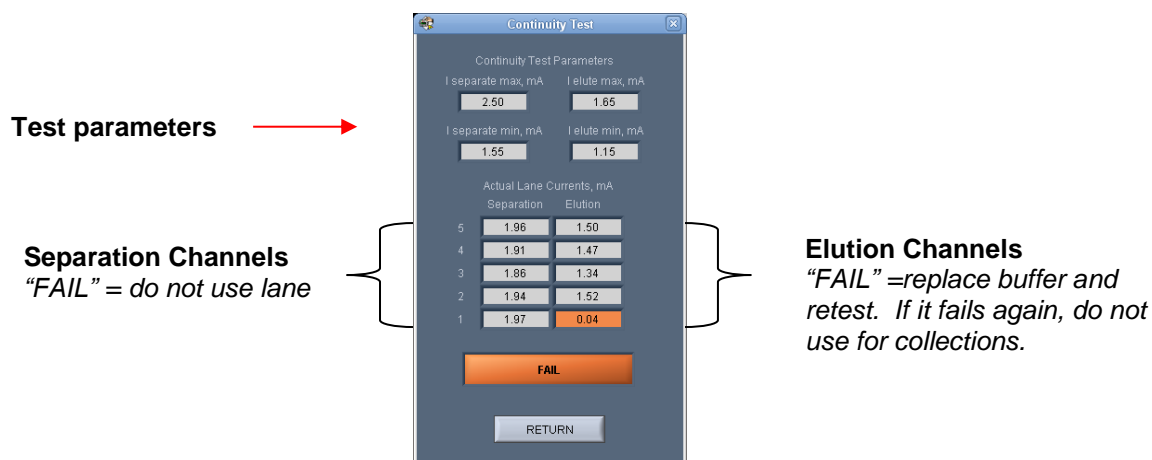 Continuity Test
Continuity Test Parameters
I separate max, mA I elute max, mA
2.50 1.65
Test parameters
I separate min, mA I elute min, mA
1.55 1.15
Actual Lane Currents, mA
Separation Elution
5 1.96 1.50
4 1.91 1.47
3 1.86 1.34
2 1.94 1.52
1 1.97 0.04
Separation Channels
“FAIL” = do not use lane
Elution Channels
“FAIL” =replace buffer and
retest. If it fails again, do not
use for collections.
FAIL
RETURN